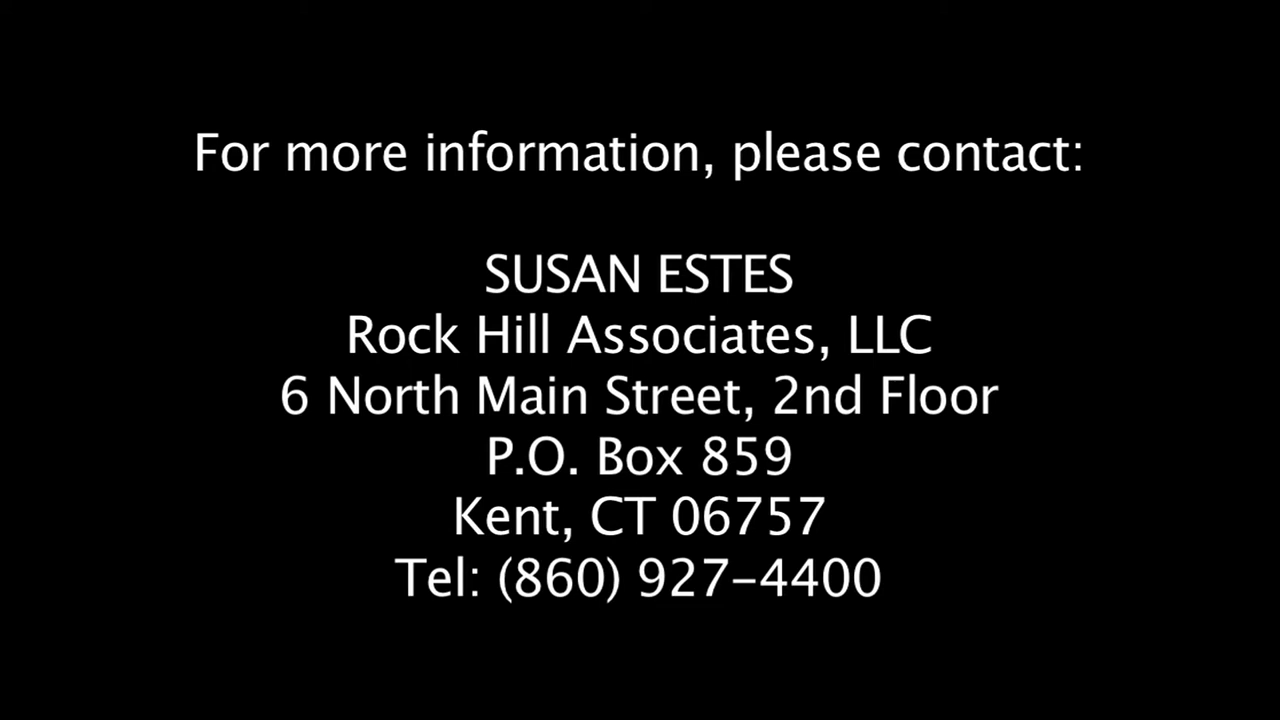 For more information, please contact:
SUSAN ESTES
Rock Hill Associates, LLC
6 North Main Street, 2nd Floor
P.O. Box 859
Kent, CT 06757
Tel: (860) 927-4400